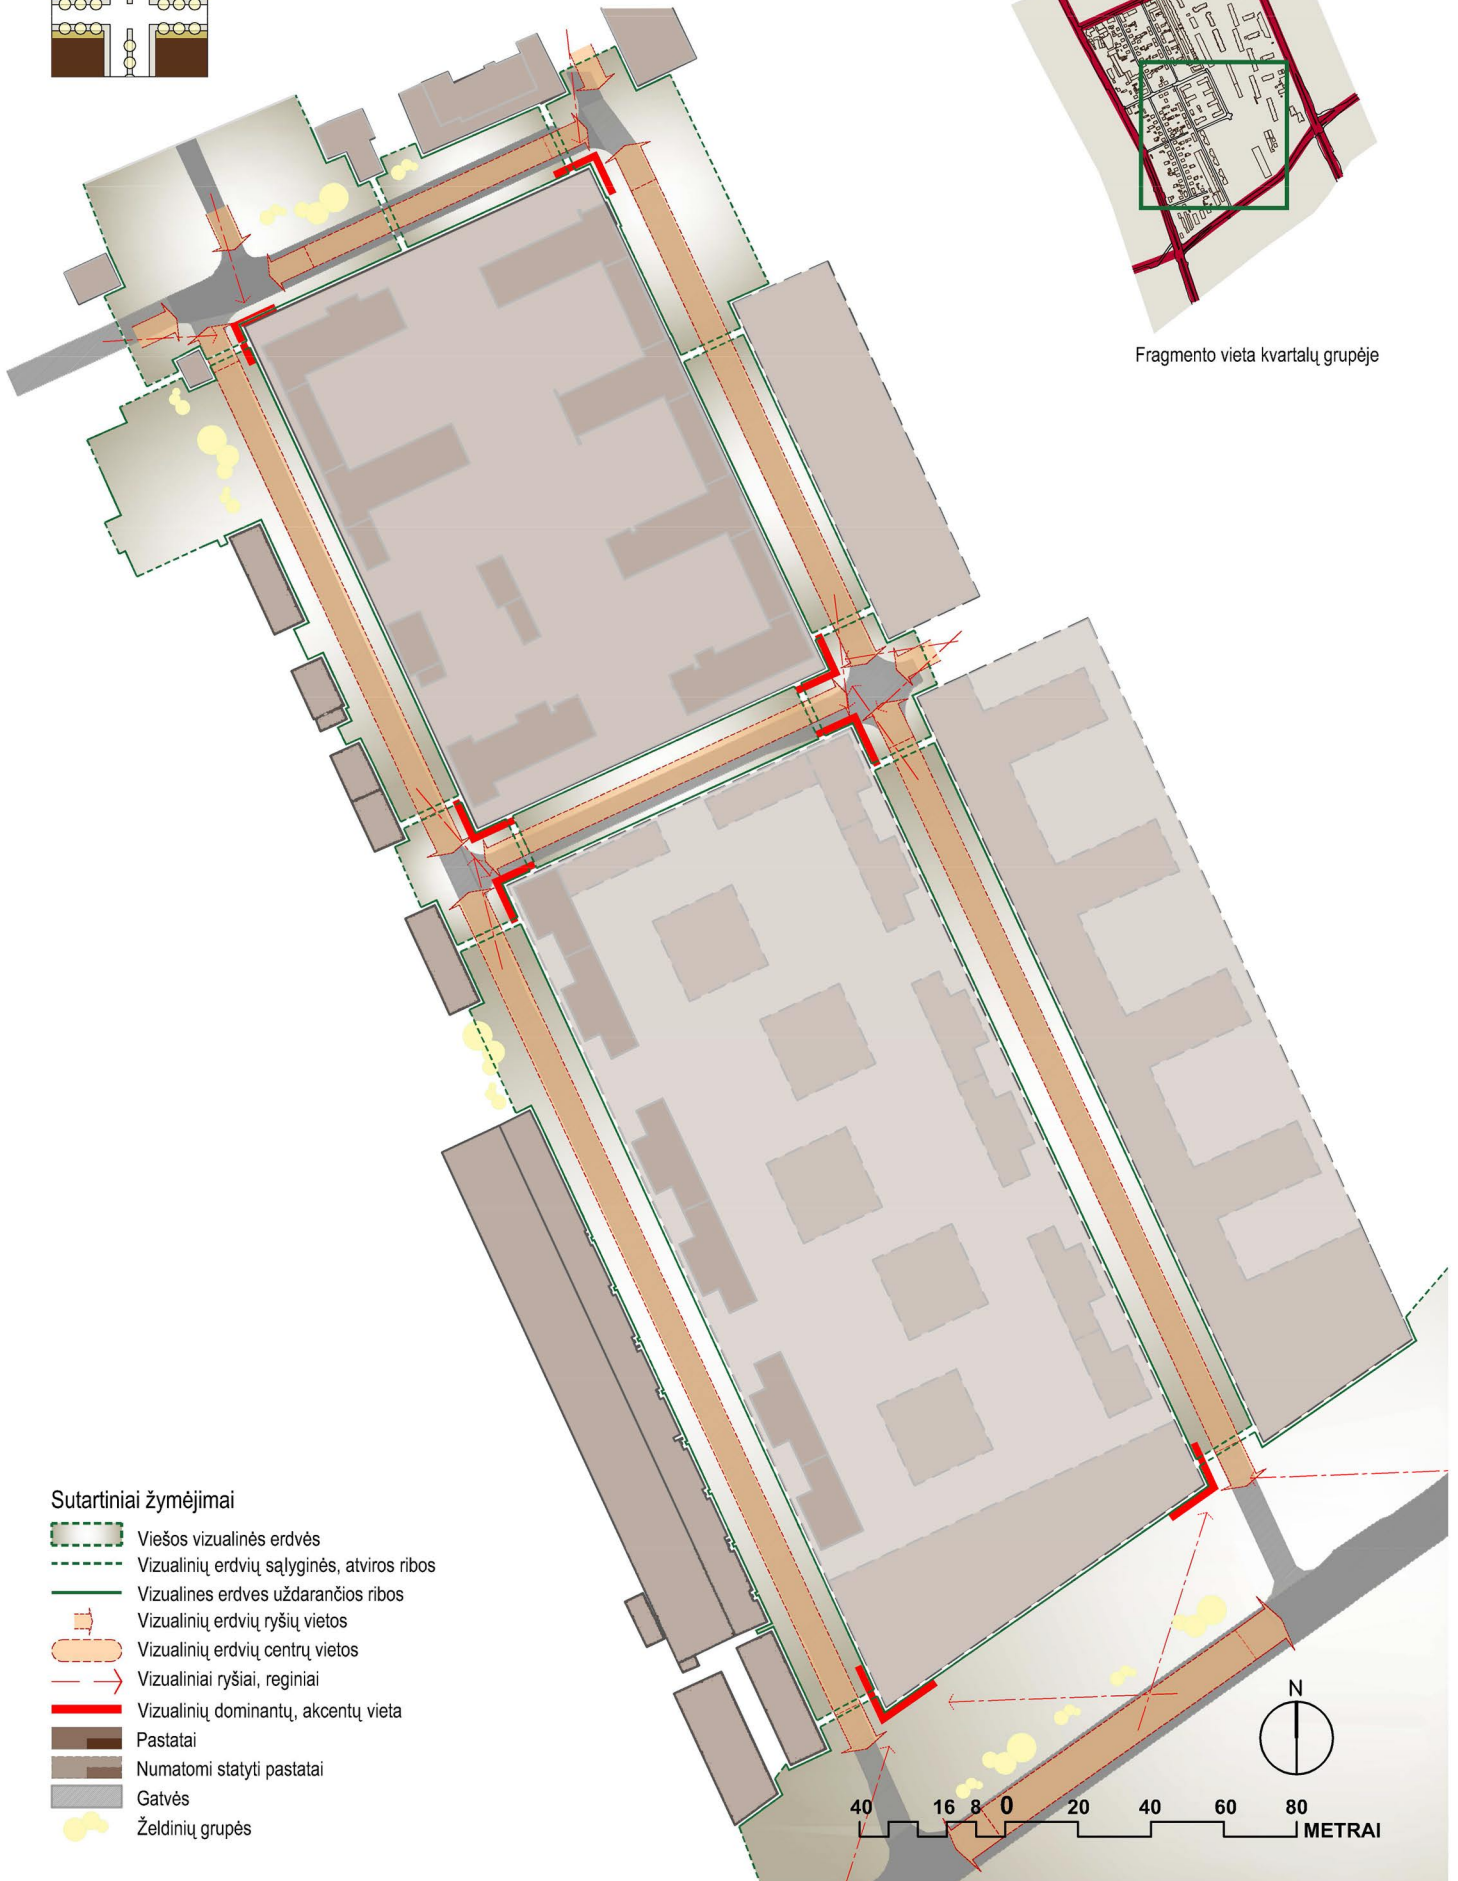 Fragmento vieta kvartalų grupėje
Sutartiniai žymėjimai
Viešos vizualinės erdvės
Vizualinių erdvių sąlyginės, atviros ribos
Vizualines erdves uždarančios ribos
Vizualinių erdvių ryšių vietos
Vizualinių erdvių centrų vietos
Vizualiniai ryšiai, reginiai
Vizualinių dominantų, akcentų vieta
Pastatai
Numatomi statyti pastatai
Gatvės
Želdinių grupės
N
40 16 8 0 20 40 60 80
METRAI